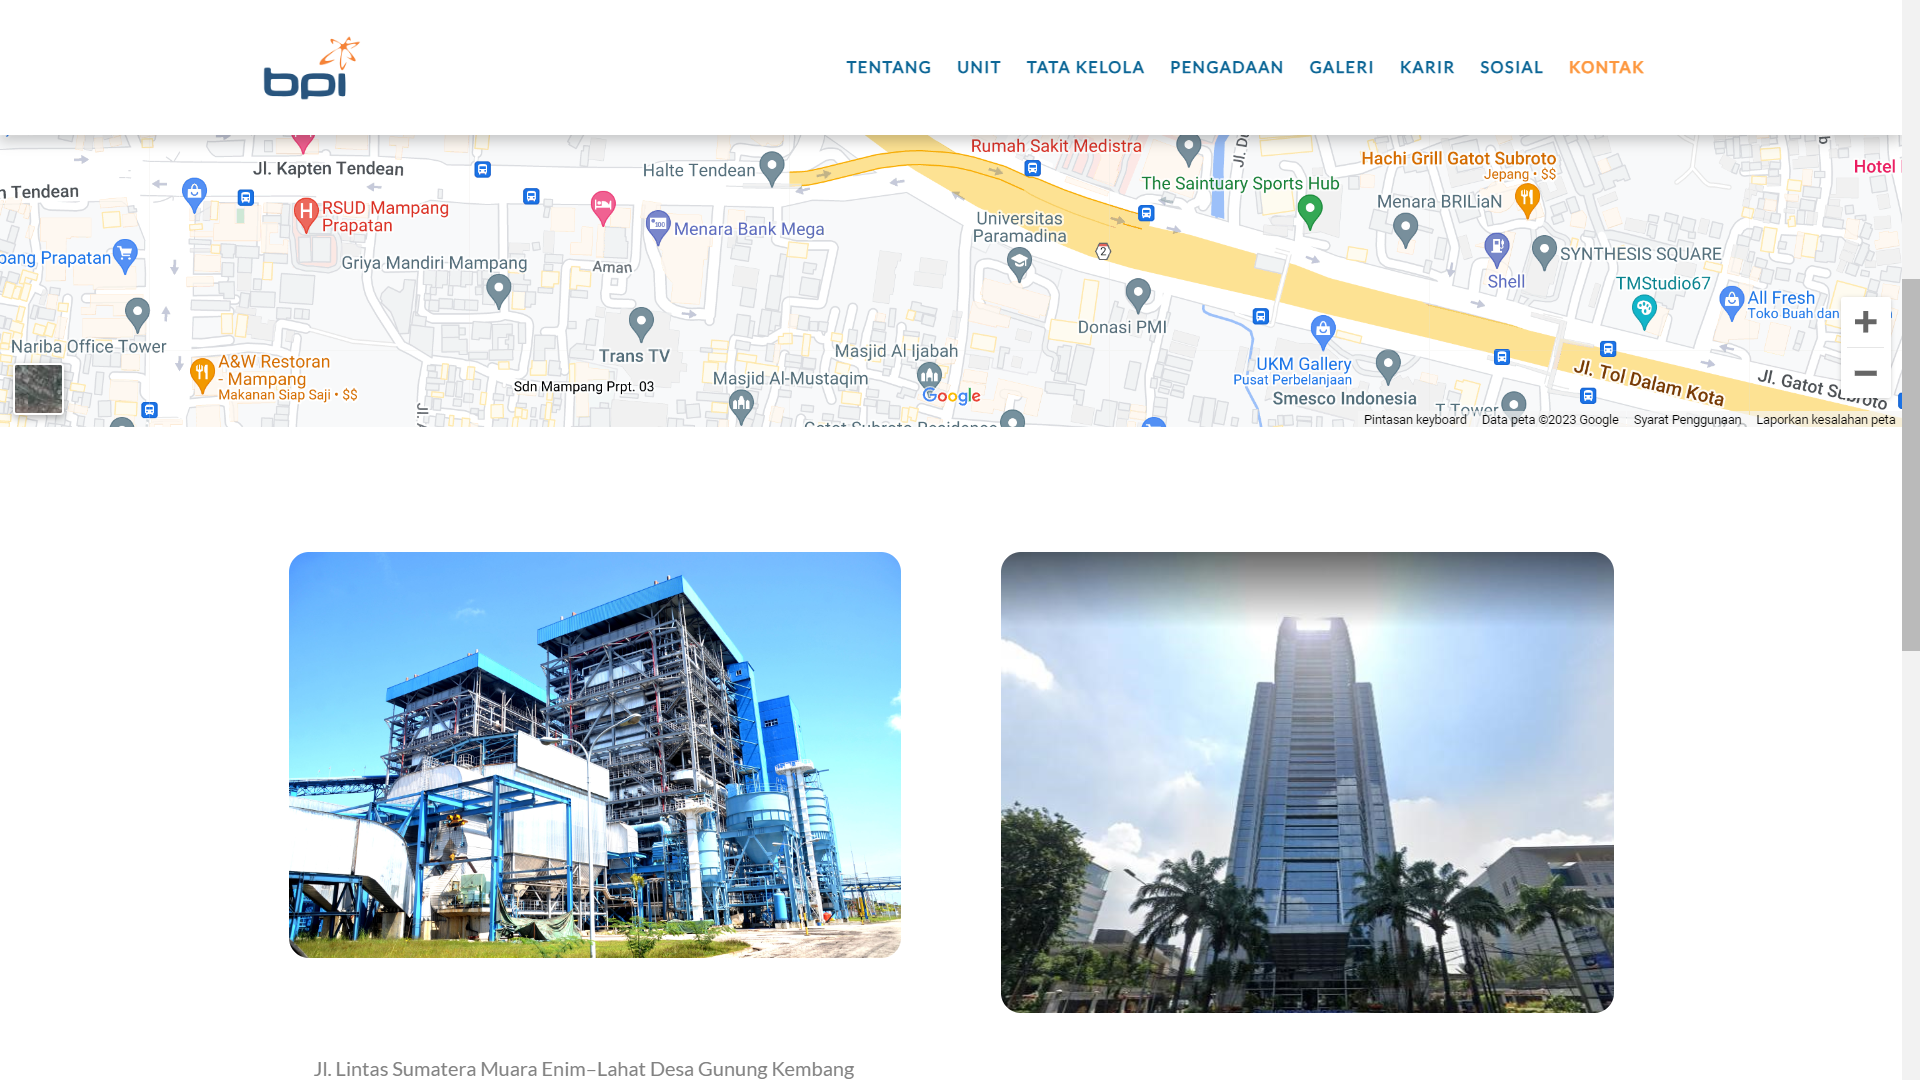 bpi
TENTANG UNIT TATA KELOLA PENGADAAN GALERI KARIR SOSIAL KONTAK
Rumah Sakit Medistra
Jl. Kapten Tendean
Halte Tendean
Hachi Grill Gatot Subroto
Jepang • $$
Hotel
The Saintuary Sports Hub
n Tendean
Menara BRILiaN
RSUD Mampang
Prapatan
Universitas
Paramadina
Menara Bank Mega
2
SYNTHESIS SQUARE
pang Prapatan
Griya Mandiri Mampang
Aman
Shell
TMStudio67
All Fresh
Toko Buah dan
Donasi PMI
Nariba Office Tower
Trans TV
Masjid Al Ijabah
A&W Restoran
- Mampang
Makanan Siap Saji • $$
UKM Gallery
Pusat Perbelanjaan
Jl. Tol Dalam Kota
Jl. Gatot Subroto
Masjid Al-Mustaqim
Sdn Mampang Prpt. 03
Google
Smesco Indonesia
T Tower
Gatot Subroto Residence
Pintasan keyboard Data peta ©2023 Google Syarat Penggunaan Laporkan kesalahan peta
Jl. Lintas Sumatera Muara Enim–Lahat Desa Gunung Kembang